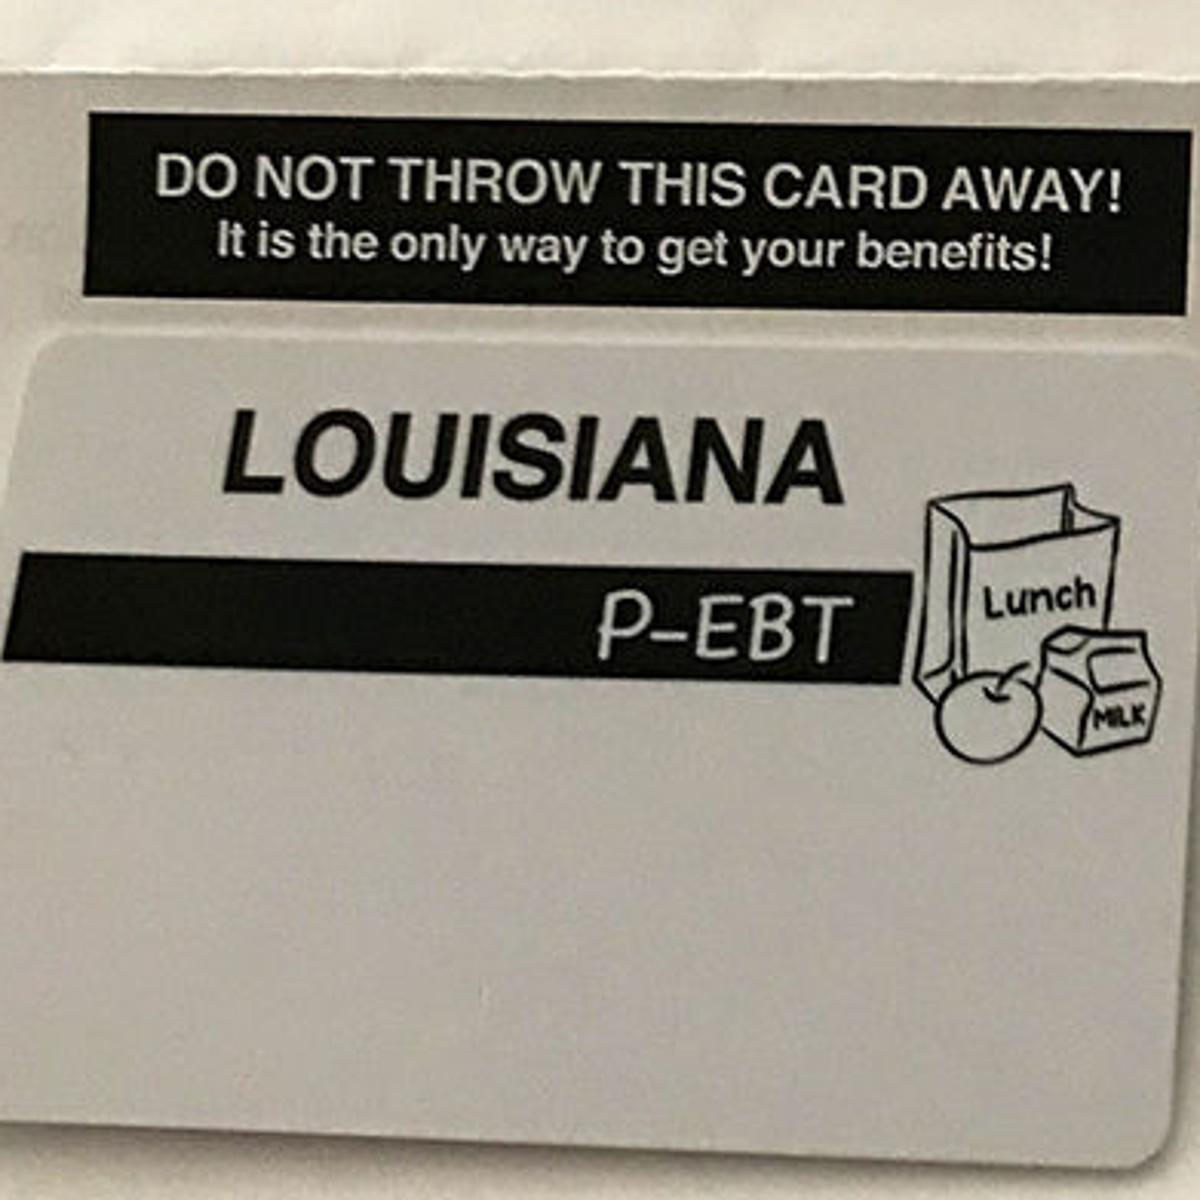 DO NOT THROW THIS CARD AWAY!
It is the only way to get your benefits!
LOUISIANA
P-EBT
Lunch
MILK